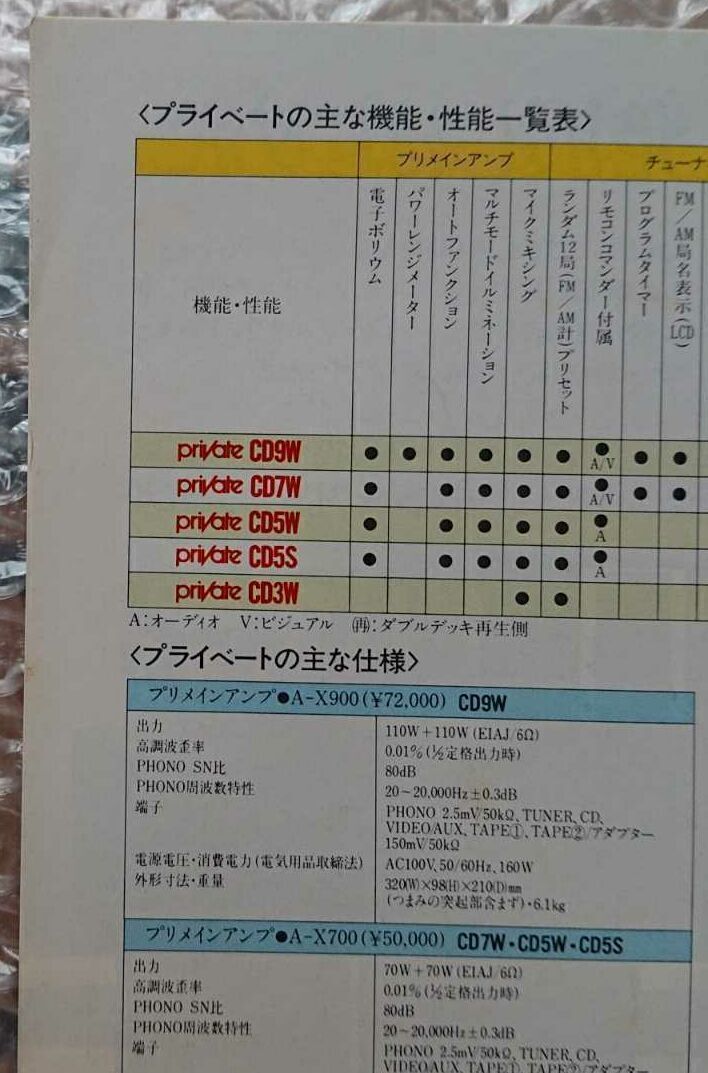 〈プライベートの主な機能・性能一覧表〉
プリメインアンプ チューナ
機能・性能
電子ボリウム
パワーレンジメーター
オートファンクション
マルチモードイルミネーション
マイクミキシング
ランダム12局(FM／AM計)プリセット
リモコンコマンダー付属
プログラムタイマー
FM／AM局名表示(LCD)
private CD9W ● ● ● ● ● ● ● A/V ● ●
private CD7W ● ● ● ● ● ● A/V ● ●
private CD5W ● ● ● ● ● ● A
private CD5S ● ● ● ● ● ● A
private CD3W ● ●
A：オーディオ V：ビジュアル ㊥：ダブルデッキ再生側
〈プライベートの主な仕様〉
プリメインアンプ●A-X900(¥72,000) CD9W
出力 110W＋110W(EIAJ/6Ω)
高調波歪率 0.01%(½定格出力時)
PHONO SN比 80dB
PHONO周波数特性 20〜20,000Hz±0.3dB
端子 PHONO 2.5mV/50kΩ、TUNER、CD、
VIDEO/AUX、TAPE①、TAPE②/アダプター
150mV/50kΩ
電源電圧・消費電力(電気用品取締法) AC100V、50/60Hz、160W
外形寸法・重量 320(W)×98(H)×210(D)mm
(つまみの突起部含まず)・6.1kg
プリメインアンプ●A-X700(¥50,000) CD7W・CD5W・CD5S
出力 70W＋70W(EIAJ/6Ω)
高調波歪率 0.01%(½定格出力時)
PHONO SN比 80dB
PHONO周波数特性 20〜20,000Hz±0.3dB
端子 PHONO 2.5mV/50kΩ、TUNER、CD、
VIDEO/AUX、TAPE①、TAPE②/アダプター